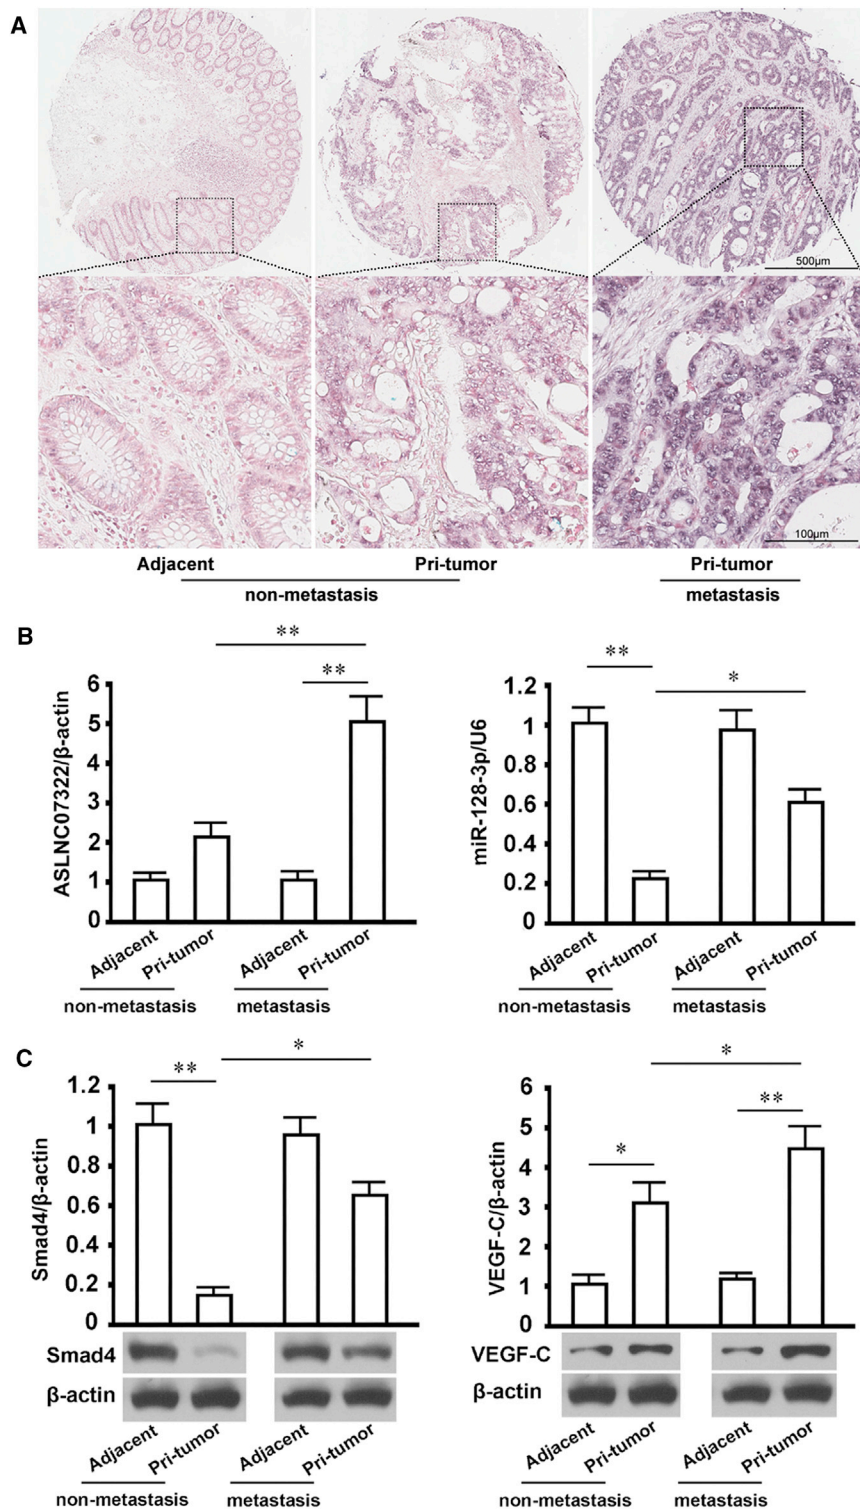 A
500µm
100µm
Adjacent Pri-tumor Pri-tumor
non-metastasis metastasis
B
** **
ASLNC07322/β-actin
6
5
4
3
2
1
0
Adjacent Pri-tumor Adjacent Pri-tumor
non-metastasis metastasis
** *
miR-128-3p/U6
1.2
1
0.8
0.6
0.4
0.2
0
Adjacent Pri-tumor Adjacent Pri-tumor
non-metastasis metastasis
C
** *
Smad4/β-actin
1.2
1
0.8
0.6
0.4
0.2
0
Smad4
β-actin
Adjacent Pri-tumor Adjacent Pri-tumor
non-metastasis metastasis
* * **
VEGF-C/β-actin
6
5
4
3
2
1
0
VEGF-C
β-actin
Adjacent Pri-tumor Adjacent Pri-tumor
non-metastasis metastasis